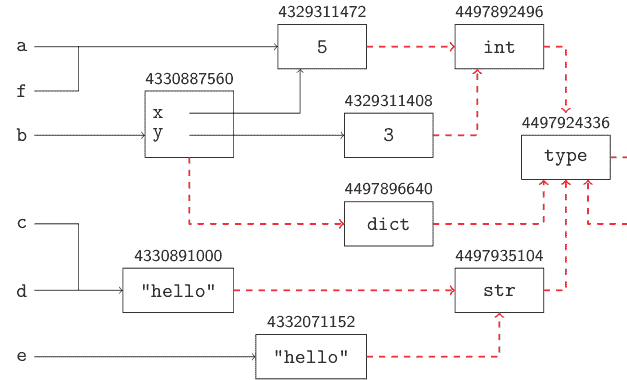 4329311472 4497892496
a 5 int
4330887560
f
x 4329311408
4497924336
b y 3 type
4497896640
c dict
4330891000 4497935104
d "hello" str
4332071152
e "hello"